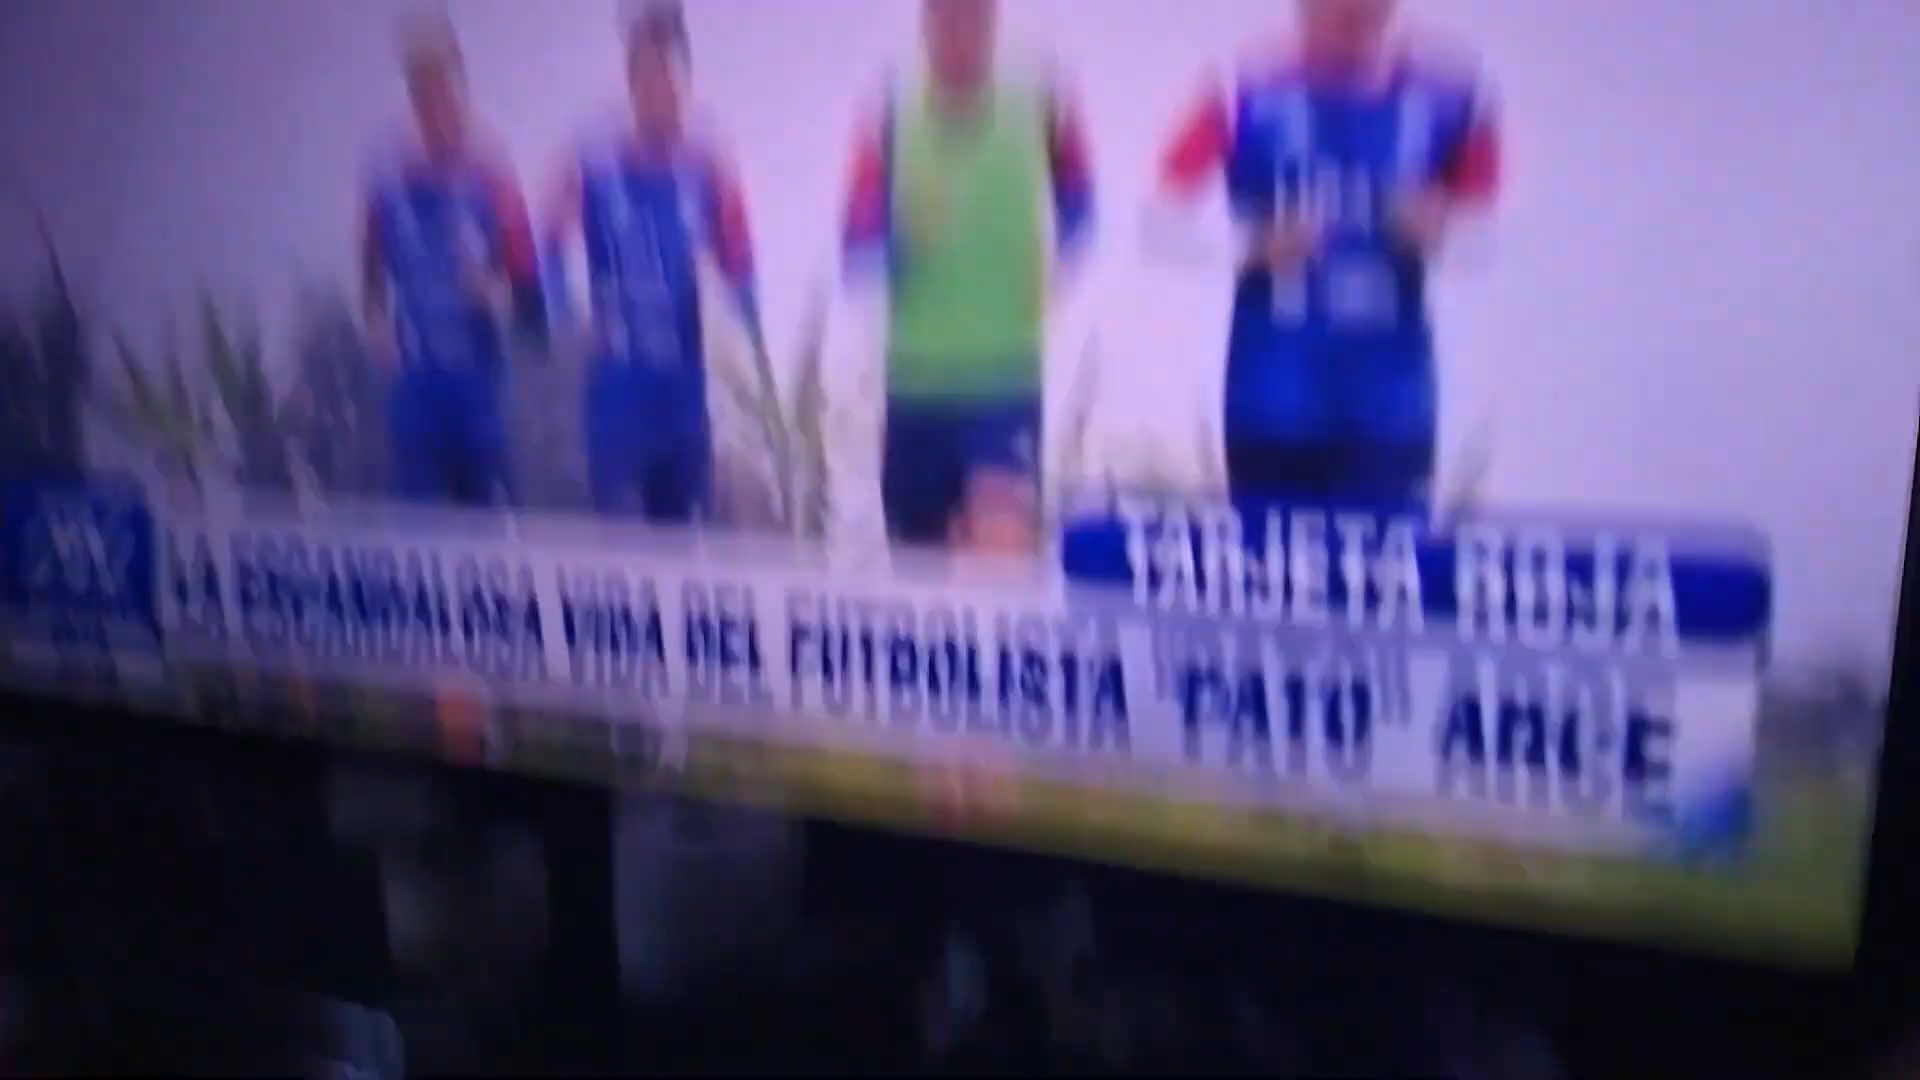 TARJETA ROJA
LA ESCANDALOSA VIDA DEL FUTBOLISTA "PATO" ARCE